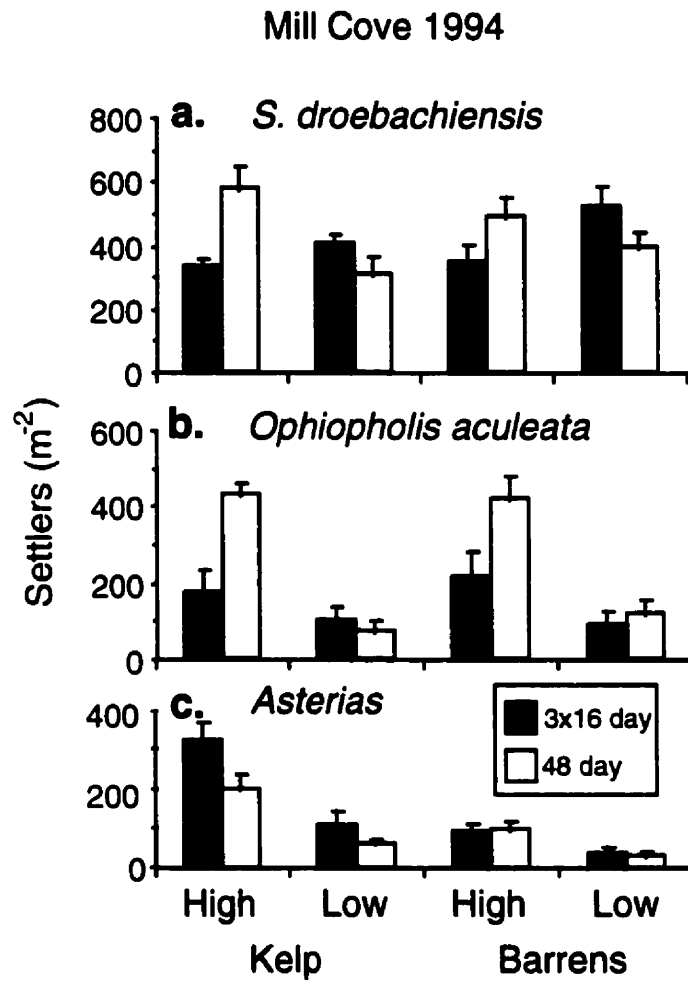 Mill Cove 1994
a. S. droebachiensis
800
600
400
200
0
b. Ophiopholis aculeata
600
400
200
0
Settlers (m-2)
c. Asterias
400
200
0
3x16 day
48 day
High Low High Low
Kelp Barrens